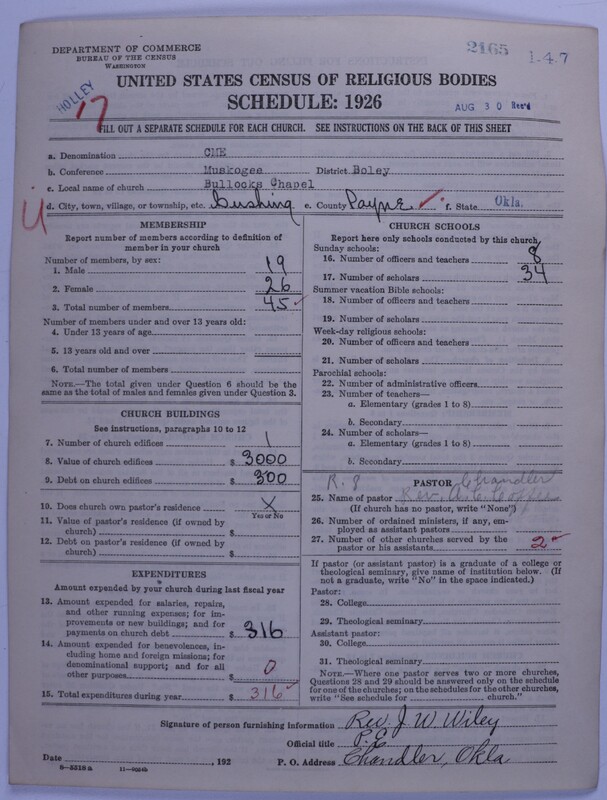 DEPARTMENT OF COMMERCE
BUREAU OF THE CENSUS
WASHINGTON
2165
1-4-7
UNITED STATES CENSUS OF RELIGIOUS BODIES
SCHEDULE: 1926
HOLLEY
17
AUG 30 Rec'd
FILL OUT A SEPARATE SCHEDULE FOR EACH CHURCH. SEE INSTRUCTIONS ON THE BACK OF THIS SHEET
a. Denomination CME
b. Conference Muskogee District Boley
c. Local name of church Bullocks Chapel
d. City, town, village, or township, etc. Cushing e. County Payne ✓ f. State Okla.
U
MEMBERSHIP
Report number of members according to definition of
member in your church
Number of members, by sex:
1. Male 19
2. Female 26
3. Total number of members 45 ✓
Number of members under and over 13 years old:
4. Under 13 years of age
5. 13 years old and over
6. Total number of members
NOTE.—The total given under Question 6 should be the
same as the total of males and females given under Question 3.
CHURCH BUILDINGS
See instructions, paragraphs 10 to 12
7. Number of church edifices 1
8. Value of church edifices $ 3000
9. Debt on church edifices $ 300
10. Does church own pastor's residence X
Yes or No
11. Value of pastor's residence (if owned by
church) $
12. Debt on pastor's residence (if owned by
church) $
EXPENDITURES
Amount expended by your church during last fiscal year
13. Amount expended for salaries, repairs,
and other running expenses; for im-
provements or new buildings; and for
payments on church debt $ 316
14. Amount expended for benevolences, in-
cluding home and foreign missions; for
denominational support; and for all
other purposes $ 0
15. Total expenditures during year $ 316 ✓
CHURCH SCHOOLS
Report here only schools conducted by this church
Sunday schools:
16. Number of officers and teachers 8
17. Number of scholars 34
Summer vacation Bible schools:
18. Number of officers and teachers
19. Number of scholars
Week-day religious schools:
20. Number of officers and teachers
21. Number of scholars
Parochial schools:
22. Number of administrative officers
23. Number of teachers—
a. Elementary (grades 1 to 8)
b. Secondary
24. Number of scholars—
a. Elementary (grades 1 to 8)
b. Secondary
PASTOR Chandler
25. Name of pastor Rev. A. C.
(If church has no pastor, write "None")
26. Number of ordained ministers, if any, em-
ployed as assistant pastors
27. Number of other churches served by the
pastor or his assistants 2
If pastor (or assistant pastor) is a graduate of a college or
theological seminary, give name of institution below. (If
not a graduate, write "No" in the space indicated.)
Pastor:
28. College
29. Theological seminary
Assistant pastor:
30. College
31. Theological seminary
NOTE.—Where one pastor serves two or more churches,
Questions 28 and 29 should be answered only on the schedule
for one of the churches; on the schedules for the other churches,
write "See schedule for church."
Signature of person furnishing information Rev. J. W. Wiley
Official title P. E
Date , 192 P. O. Address Chandler, Okla
8—3318a 11—9024b